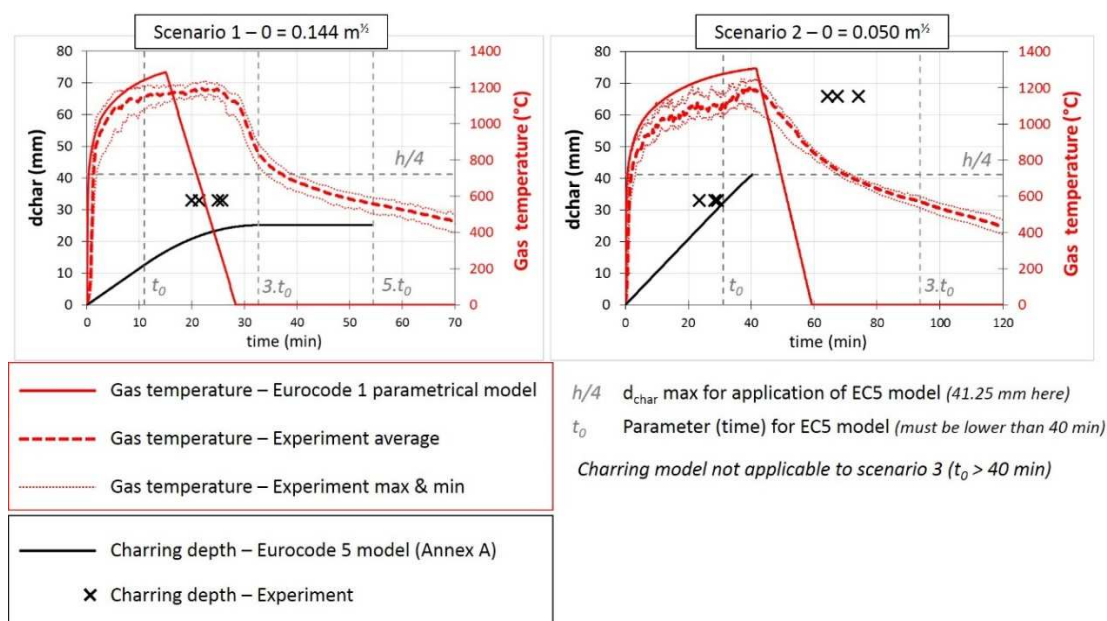 Scenario 1 – 0 = 0.144 m½
80
70
60
50
40
30
20
10
0
dchar (mm)
1400
1200
1000
800
600
400
200
0
Gas temperature (°C)
h/4
t0
3.t0
5.t0
0 10 20 30 40 50 60 70
time (min)
Scenario 2 – 0 = 0.050 m½
80
70
60
50
40
30
20
10
0
dchar (mm)
1400
1200
1000
800
600
400
200
0
Gas temperature (°C)
h/4
t0
3.t0
0 20 40 60 80 100 120
time (min)
Gas temperature – Eurocode 1 parametrical model
Gas temperature – Experiment average
Gas temperature – Experiment max & min
Charring depth – Eurocode 5 model (Annex A)
Charring depth – Experiment
h/4 dchar max for application of EC5 model (41.25 mm here)
t0 Parameter (time) for EC5 model (must be lower than 40 min)
Charring model not applicable to scenario 3 (t0 > 40 min)